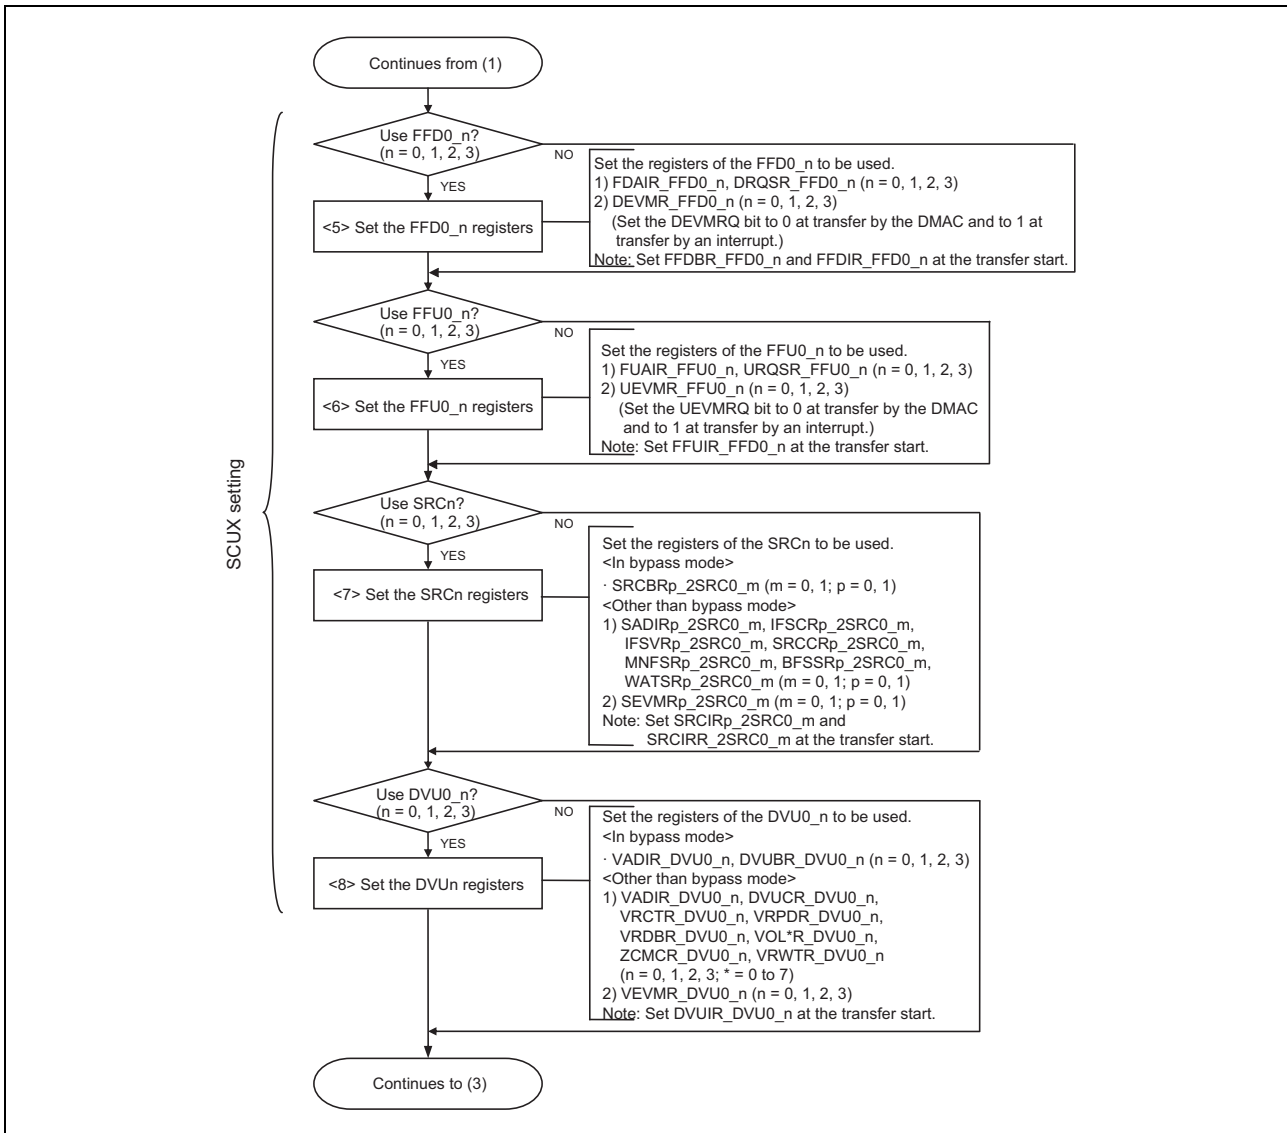 Continues from (1)
Use FFD0_n?
(n = 0, 1, 2, 3)
NO
YES
<5> Set the FFD0_n registers
Set the registers of the FFD0_n to be used.
1) FDAIR_FFD0_n, DRQSR_FFD0_n (n = 0, 1, 2, 3)
2) DEVMR_FFD0_n (n = 0, 1, 2, 3)
(Set the DEVMRQ bit to 0 at transfer by the DMAC and to 1 at
transfer by an interrupt.)
Note: Set FFDBR_FFD0_n and FFDIR_FFD0_n at the transfer start.
Use FFU0_n?
(n = 0, 1, 2, 3)
NO
YES
<6> Set the FFU0_n registers
Set the registers of the FFU0_n to be used.
1) FUAIR_FFU0_n, URQSR_FFU0_n (n = 0, 1, 2, 3)
2) UEVMR_FFU0_n (n = 0, 1, 2, 3)
(Set the UEVMRQ bit to 0 at transfer by the DMAC
and to 1 at transfer by an interrupt.)
Note: Set FFUIR_FFD0_n at the transfer start.
SCUX setting
Use SRCn?
(n = 0, 1, 2, 3)
NO
YES
<7> Set the SRCn registers
Set the registers of the SRCn to be used.
<In bypass mode>
· SRCBRp_2SRC0_m (m = 0, 1; p = 0, 1)
<Other than bypass mode>
1) SADIRp_2SRC0_m, IFSCRp_2SRC0_m,
IFSVRp_2SRC0_m, SRCCRp_2SRC0_m,
MNFSRp_2SRC0_m, BFSSRp_2SRC0_m,
WATSRp_2SRC0_m (m = 0, 1; p = 0, 1)
2) SEVMRp_2SRC0_m (m = 0, 1; p = 0, 1)
Note: Set SRCIRp_2SRC0_m and
SRCIRR_2SRC0_m at the transfer start.
Use DVU0_n?
(n = 0, 1, 2, 3)
NO
YES
<8> Set the DVUn registers
Set the registers of the DVU0_n to be used.
<In bypass mode>
· VADIR_DVU0_n, DVUBR_DVU0_n (n = 0, 1, 2, 3)
<Other than bypass mode>
1) VADIR_DVU0_n, DVUCR_DVU0_n,
VRCTR_DVU0_n, VRPDR_DVU0_n,
VRDBR_DVU0_n, VOL*R_DVU0_n,
ZCMCR_DVU0_n, VRWTR_DVU0_n
(n = 0, 1, 2, 3; * = 0 to 7)
2) VEVMR_DVU0_n (n = 0, 1, 2, 3)
Note: Set DVUIR_DVU0_n at the transfer start.
Continues to (3)